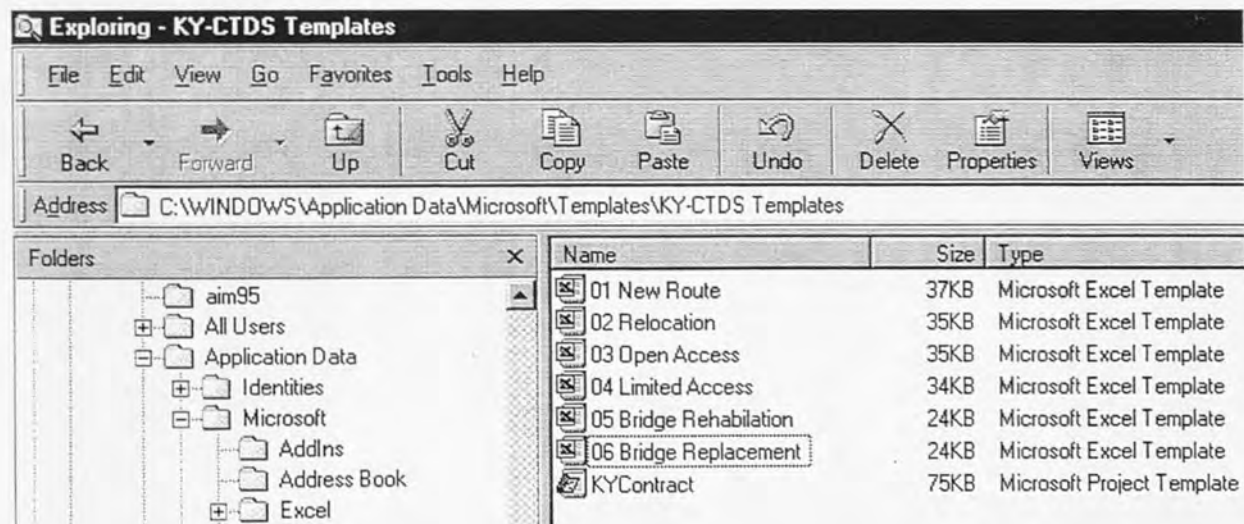 Exploring - KY-CTDS Templates
File Edit View Go Favorites Tools Help
Back Forward Up Cut Copy Paste Undo Delete Properties Views
Address C:\WINDOWS\Application Data\Microsoft\Templates\KY-CTDS Templates
Folders
aim95
All Users
Application Data
Identities
Microsoft
AddIns
Address Book
Excel
Name Size Type
01 New Route 37KB Microsoft Excel Template
02 Relocation 35KB Microsoft Excel Template
03 Open Access 35KB Microsoft Excel Template
04 Limited Access 34KB Microsoft Excel Template
05 Bridge Rehabilation 24KB Microsoft Excel Template
06 Bridge Replacement 24KB Microsoft Excel Template
KYContract 75KB Microsoft Project Template